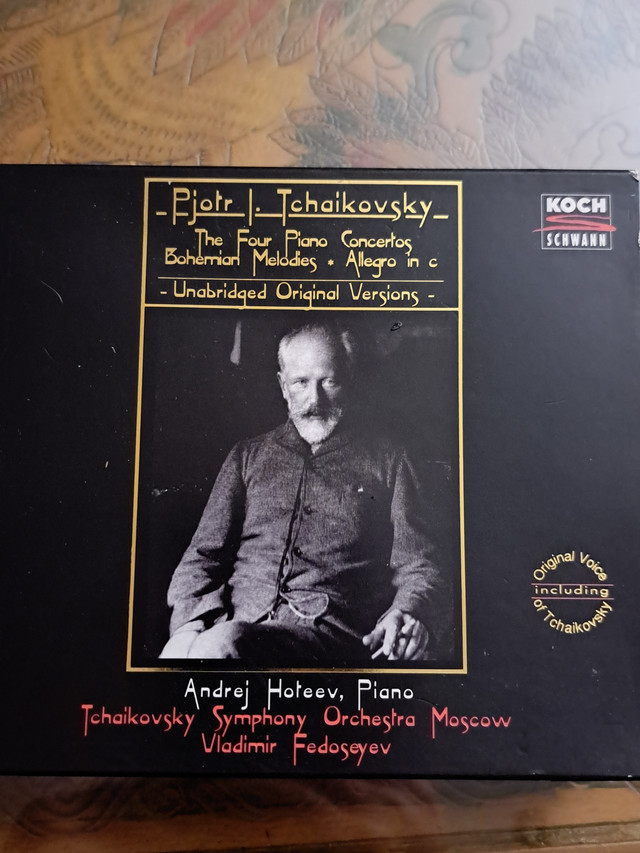 Pjotr I. Tchaikovsky
The Four Piano Concertos
Bohemian Melodies * Allegro in c
- Unabridged Original Versions -
KOCH
SCHWANN
Original Voice
including
of Tchaikovsky
Andrej Hoteev, Piano
Tchaikovsky Symphony Orchestra Moscow
Vladimir Fedoseyev